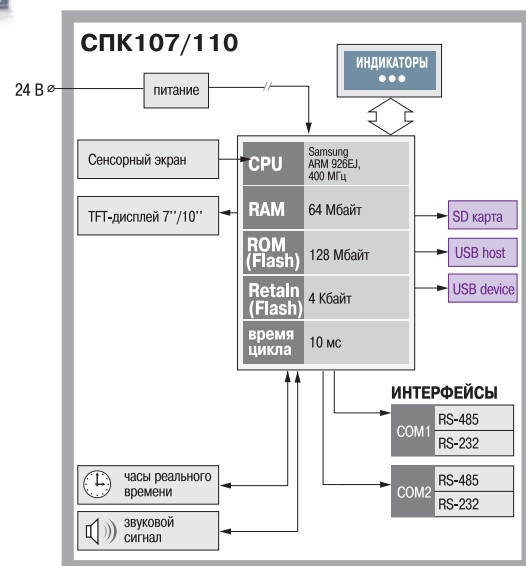 СПК107/110
ИНДИКАТОРЫ
24 В
питание
Сенсорный экран
TFT-дисплей 7''/10''
CPU
Samsung
ARM 926EJ,
400 МГц
RAM
64 Мбайт
ROM
(Flash)
128 Мбайт
Retaln
(Flash)
4 Кбайт
время
цикла
10 мс
SD карта
USB host
USB device
ИНТЕРФЕЙСЫ
COM1
RS-485
RS-232
COM2
RS-485
RS-232
часы реального
времени
звуковой
сигнал